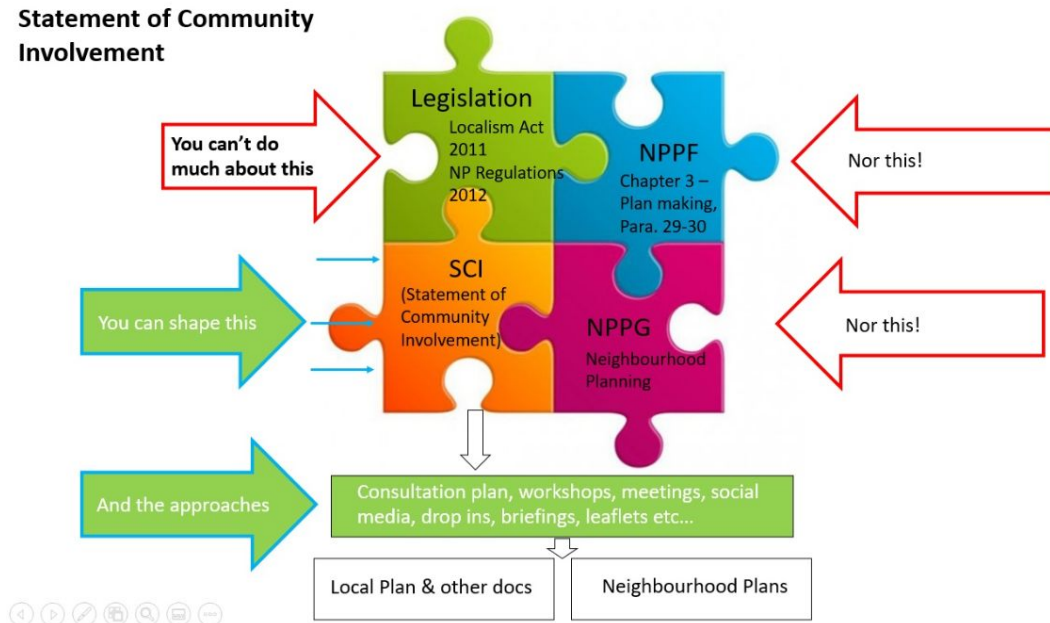 Statement of Community
Involvement
Legislation
Localism Act
2011
NP Regulations
2012
You can't do
much about this
NPPF
Chapter 3 –
Plan making,
Para. 29-30
Nor this!
SCI
(Statement of
Community
Involvement)
You can shape this
NPPG
Neighbourhood
Planning
Nor this!
And the approaches
Consultation plan, workshops, meetings, social
media, drop ins, briefings, leaflets etc...
Local Plan & other docs
Neighbourhood Plans